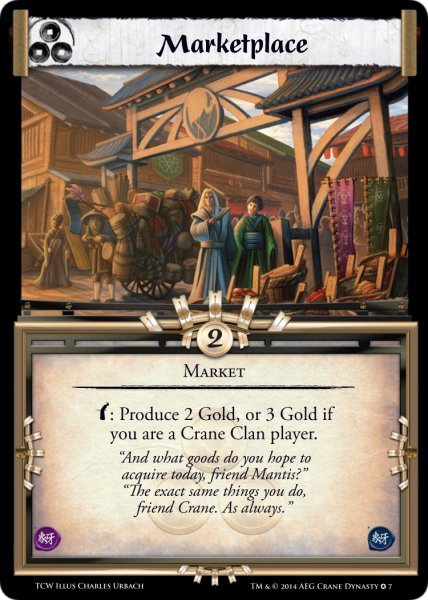 Marketplace
2
Market
: Produce 2 Gold, or 3 Gold if
you are a Crane Clan player.
“And what goods do you hope to
acquire today, friend Mantis?”
“The exact same things you do,
friend Crane. As always.”
TCW Illus Charles Urbach
TM & © 2014 AEG Crane Dynasty ✪ 7